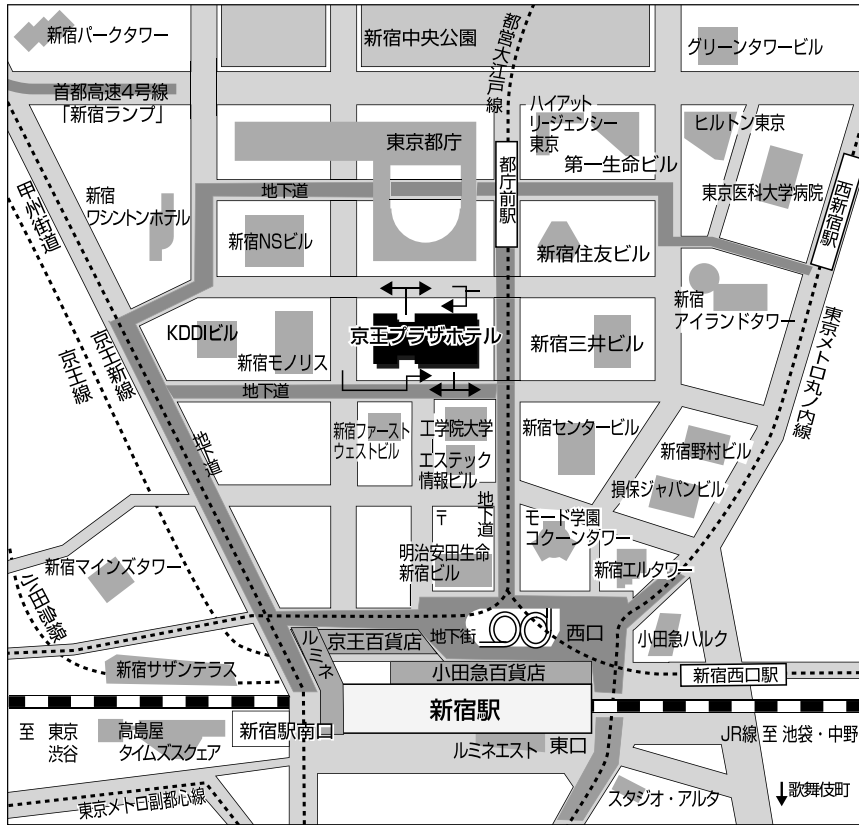 新宿パークタワー
新宿中央公園
都営大江戸線
グリーンタワービル
首都高速4号線
「新宿ランプ」
ハイアット
リージェンシー
東京
ヒルトン東京
東京都庁
第一生命ビル
都庁前駅
東京医科大学病院
西新宿駅
甲州街道
新宿
ワシントンホテル
地下道
新宿NSビル
新宿住友ビル
新宿
アイランドタワー
KDDIビル
新宿モノリス
京王プラザホテル
新宿三井ビル
東京メトロ丸ノ内線
京王新線
京王線
地下道
地下道
新宿ファースト
ウェストビル
工学院大学
エステック
情報ビル
新宿センタービル
新宿野村ビル
損保ジャパンビル
地下道
〒
モード学園
コクーンタワー
明治安田生命
新宿ビル
新宿エルタワー
新宿マインズタワー
小田急線
ルミネ
京王百貨店
地下街
西口
小田急ハルク
新宿サザンテラス
小田急百貨店
新宿西口駅
新宿駅
至 東京
渋谷
高島屋
タイムズスクェア
新宿駅南口
ルミネエスト
東口
JR線 至 池袋・中野
東京メトロ副都心線
スタジオ・アルタ
↓歌舞伎町